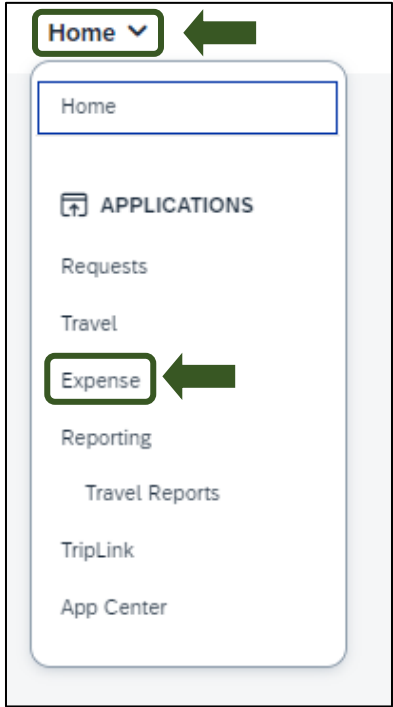 Home
Home
APPLICATIONS
Requests
Travel
Expense
Reporting
Travel Reports
TripLink
App Center